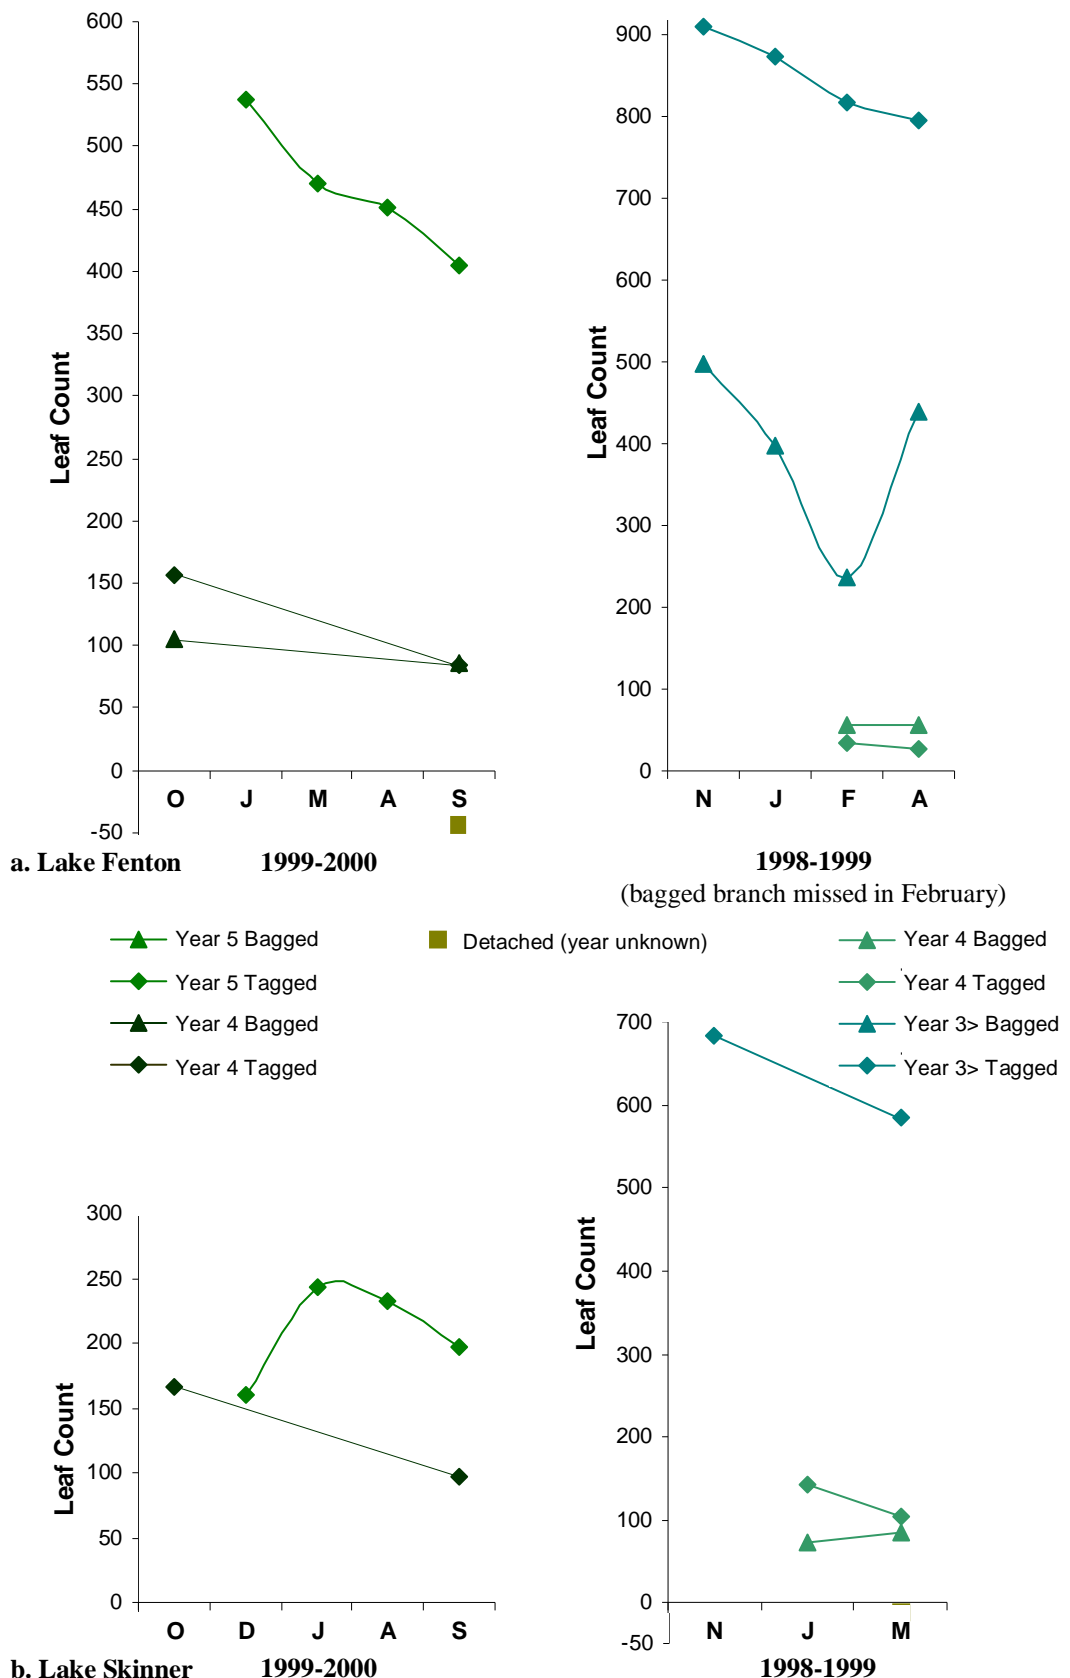 600
550
500
450
400
350
300
250
200
150
100
50
0
-50
Leaf Count
O J M A S
a. Lake Fenton 1999-2000
900
800
700
600
500
400
300
200
100
0
Leaf Count
N J F A
1998-1999
(bagged branch missed in February)
Year 5 Bagged
Year 5 Tagged
Year 4 Bagged
Year 4 Tagged
Detached (year unknown)
Year 4 Bagged
Year 4 Tagged
Year 3> Bagged
Year 3> Tagged
300
250
200
150
100
50
0
Leaf Count
O D J A S
b. Lake Skinner 1999-2000
700
600
500
400
300
200
100
0
-50
Leaf Count
N J M
1998-1999